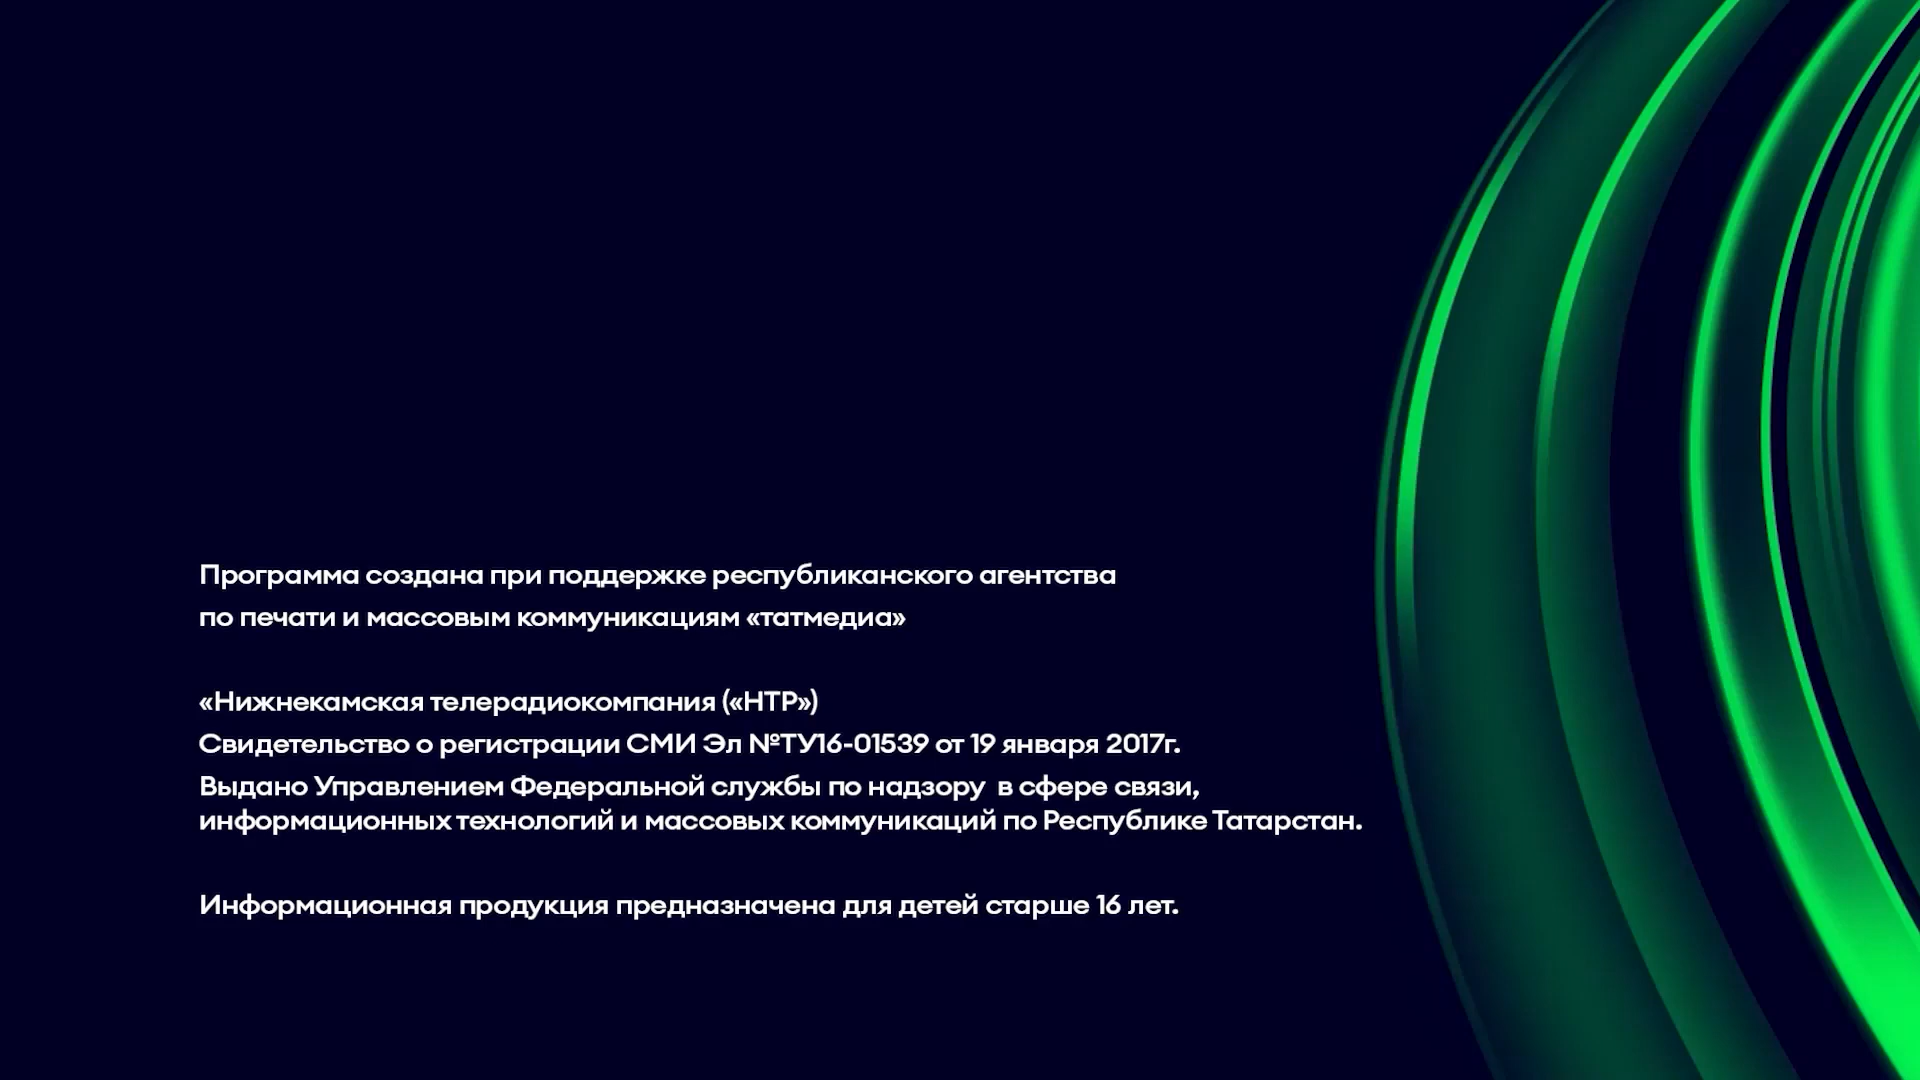 Программа создана при поддержке республиканского агентства
по печати и массовым коммуникациям «татмедиа»
«Нижнекамская телерадиокомпания («НТР»)
Свидетельство о регистрации СМИ Эл №ТУ16-01539 от 19 января 2017г.
Выдано Управлением Федеральной службы по надзору  в сфере связи,
информационных технологий и массовых коммуникаций по Республике Татарстан.
Информационная продукция предназначена для детей старше 16 лет.